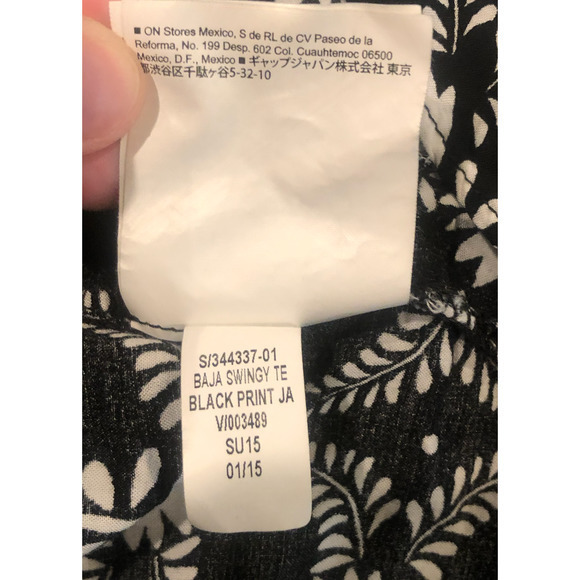 ■ ON Stores Mexico, S de RL de CV Paseo de la
Reforma, No. 199 Desp. 602 Col. Cuauhtemoc 06500
Mexico, D.F., Mexico ■ ギャップジャパン株式会社 東京
都渋谷区千駄ヶ谷5-32-10
S/344337-01
BAJA SWINGY TE
BLACK PRINT JA
V/003489
SU15
01/15